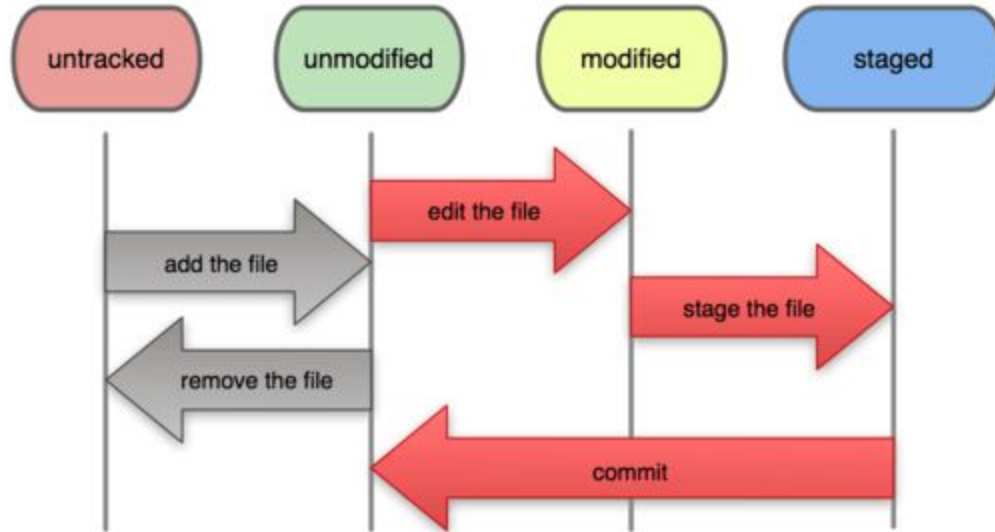 untracked
unmodified
modified
staged
edit the file
add the file
stage the file
remove the file
commit